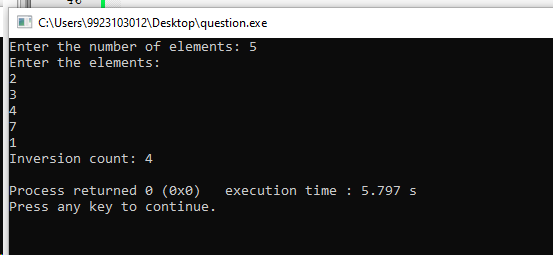 C:\Users\9923103012\Desktop\question.exe
Enter the number of elements: 5
Enter the elements:
2
3
4
7
1
Inversion count: 4
Process returned 0 (0x0)   execution time : 5.797 s
Press any key to continue.